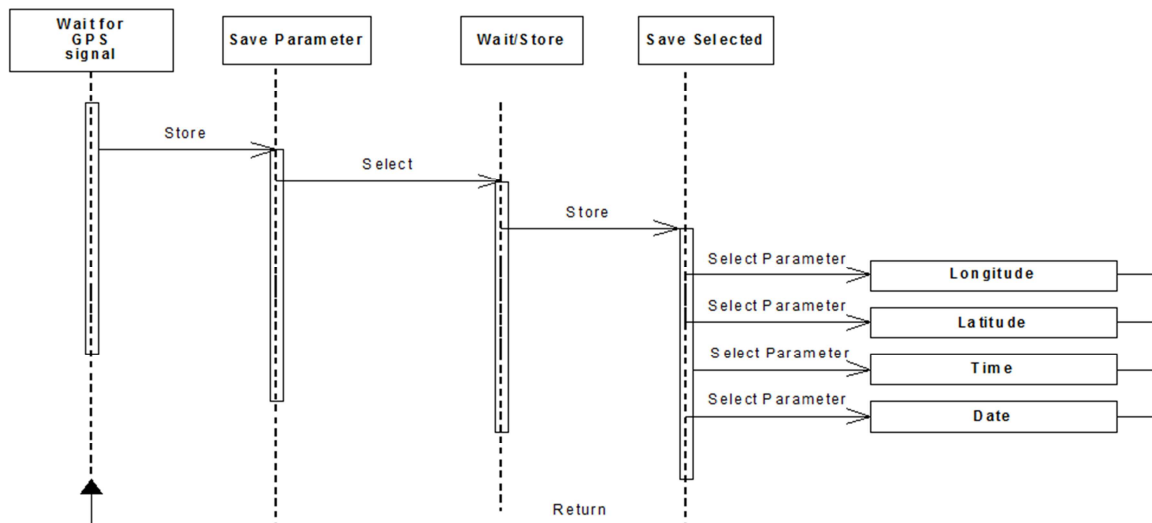 Wait for
GPS
signal
Save Parameter
Wait/Store
Save Selected
Store
Select
Store
Select Parameter
Longitude
Select Parameter
Latitude
Select Parameter
Time
Select Parameter
Date
Return